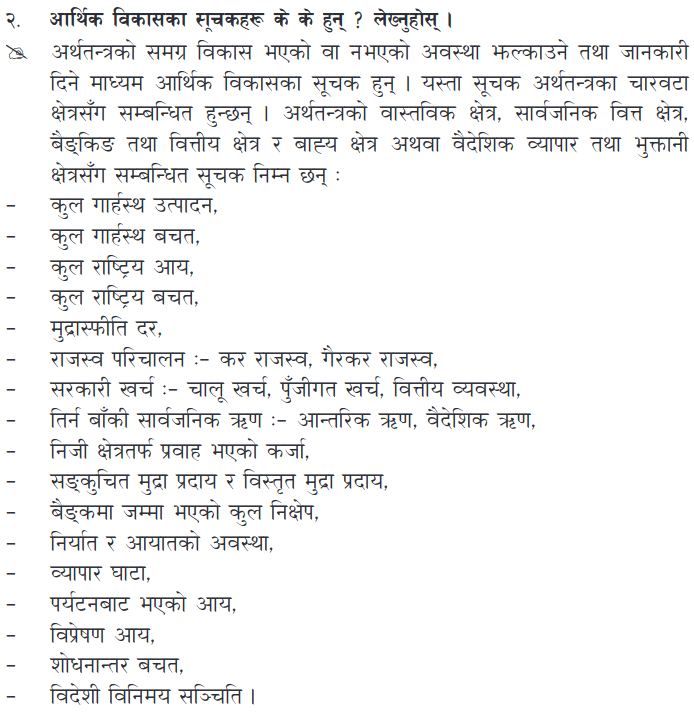 २. आर्थिक विकासका सूचकहरू के के हुन् ? लेख्नुहोस् ।
अर्थतन्त्रको समग्र विकास भएको वा नभएको अवस्था झल्काउने तथा जानकारी
दिने माध्यम आर्थिक विकासका सूचक हुन् । यस्ता सूचक अर्थतन्त्रका चारवटा
क्षेत्रसँग सम्बन्धित हुन्छन् । अर्थतन्त्रको वास्तविक क्षेत्र, सार्वजनिक वित्त क्षेत्र,
बैङ्किङ तथा वित्तीय क्षेत्र र बाह्य क्षेत्र अथवा वैदेशिक व्यापार तथा भुक्तानी
क्षेत्रसँग सम्बन्धित सूचक निम्न छन् :
- कुल गार्हस्थ उत्पादन,
- कुल गार्हस्थ बचत,
- कुल राष्ट्रिय आय,
- कुल राष्ट्रिय बचत,
- मुद्रास्फीति दर,
- राजस्व परिचालन :- कर राजस्व, गैरकर राजस्व,
- सरकारी खर्च :- चालू खर्च, पुँजीगत खर्च, वित्तीय व्यवस्था,
- तिर्न बाँकी सार्वजनिक ऋण :- आन्तरिक ऋण, वैदेशिक ऋण,
- निजी क्षेत्रतर्फ प्रवाह भएको कर्जा,
- सङ्कुचित मुद्रा प्रदाय र विस्तृत मुद्रा प्रदाय,
- बैङ्कमा जम्मा भएको कुल निक्षेप,
- निर्यात र आयातको अवस्था,
- व्यापार घाटा,
- पर्यटनबाट भएको आय,
- विप्रेषण आय,
- शोधनान्तर बचत,
- विदेशी विनिमय सञ्चिति ।